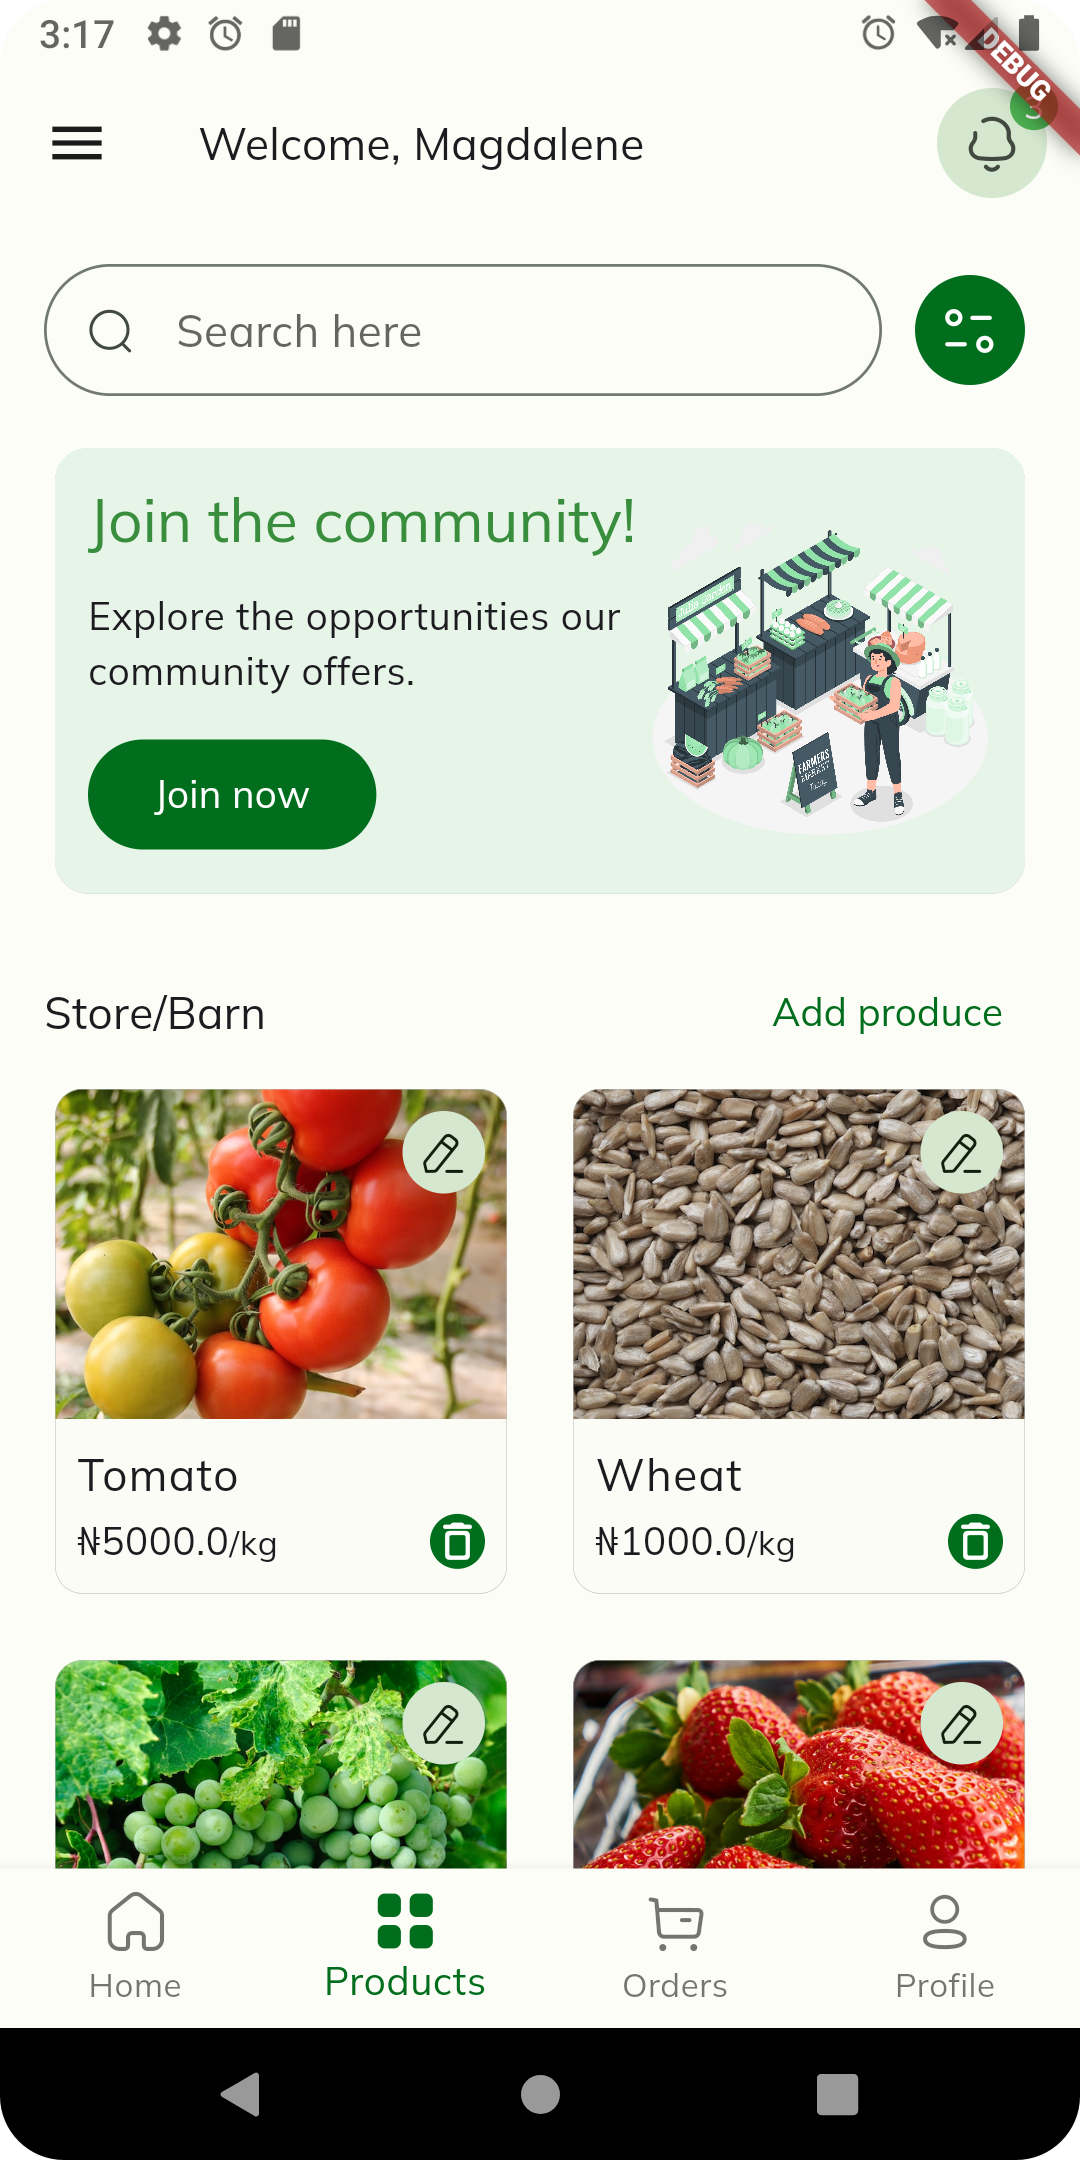 3:17
DEBUG
Welcome, Magdalene
3
Search here
Join the community!
Explore the opportunities our
community offers.
FARMERS
MARKET
Join now
Store/Barn
Add produce
Tomato
Wheat
₦5000.0/kg
₦1000.0/kg
Home
Products
Orders
Profile